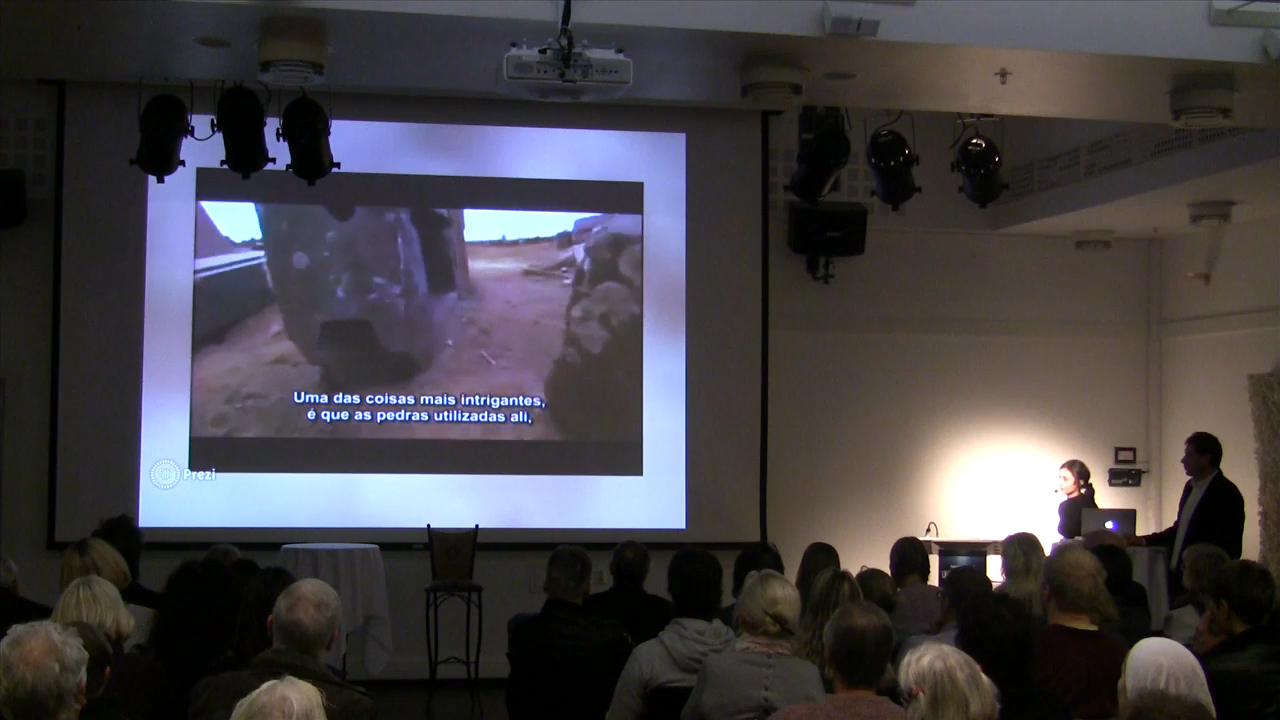 Uma das coisas mais intrigantes,
é que as pedras utilizadas ali,
Prezi